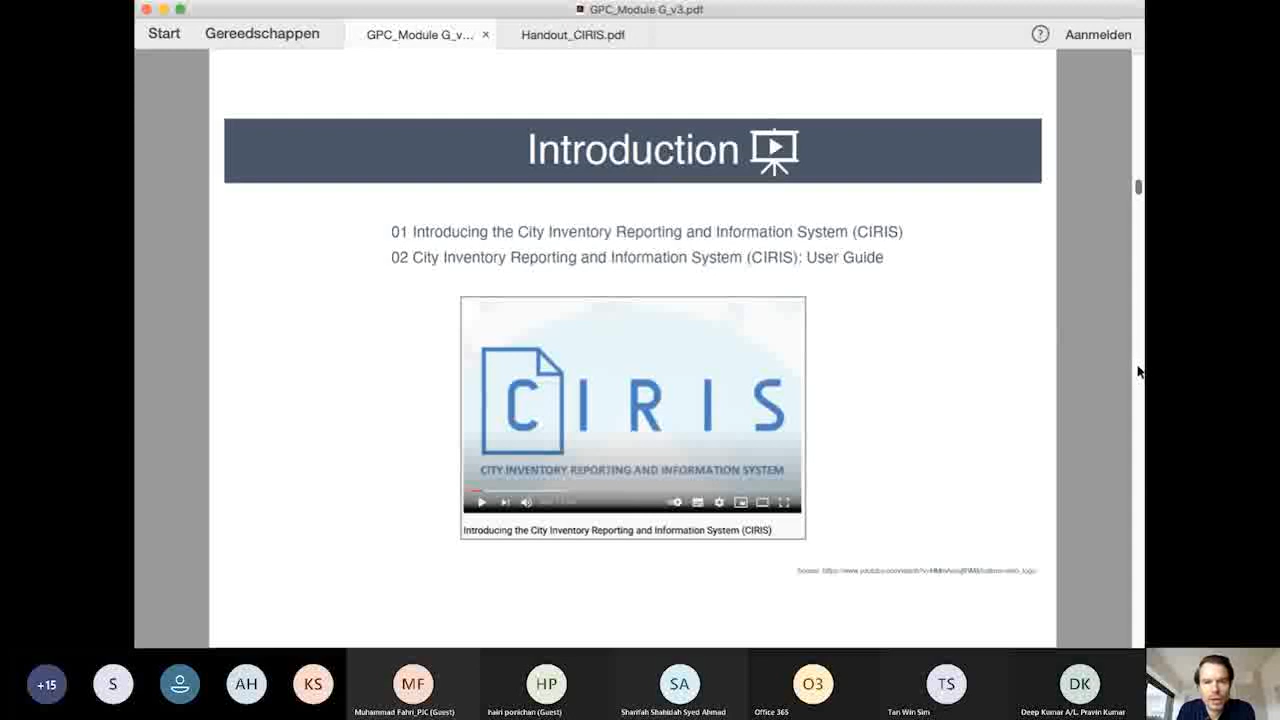 GPC_Module G_v3.pdf
Start Gereedschappen GPC_Module G_v... × Handout_CIRIS.pdf ? Aanmelden
Introduction
01 Introducing the City Inventory Reporting and Information System (CIRIS)
02 City Inventory Reporting and Information System (CIRIS): User Guide
CIRIS
CITY INVENTORY REPORTING AND INFORMATION SYSTEM
Introducing the City Inventory Reporting and Information System (CIRIS)
+15 S AH KS MF HP SA O3 TS DK
Muhammad Fahri_PJC (Guest) hairi ponichan (Guest) Sharifah Shahidah Syed Ahmad Office 365 Tan Win Sim Deep Kumar A/L. Pravin Kumar